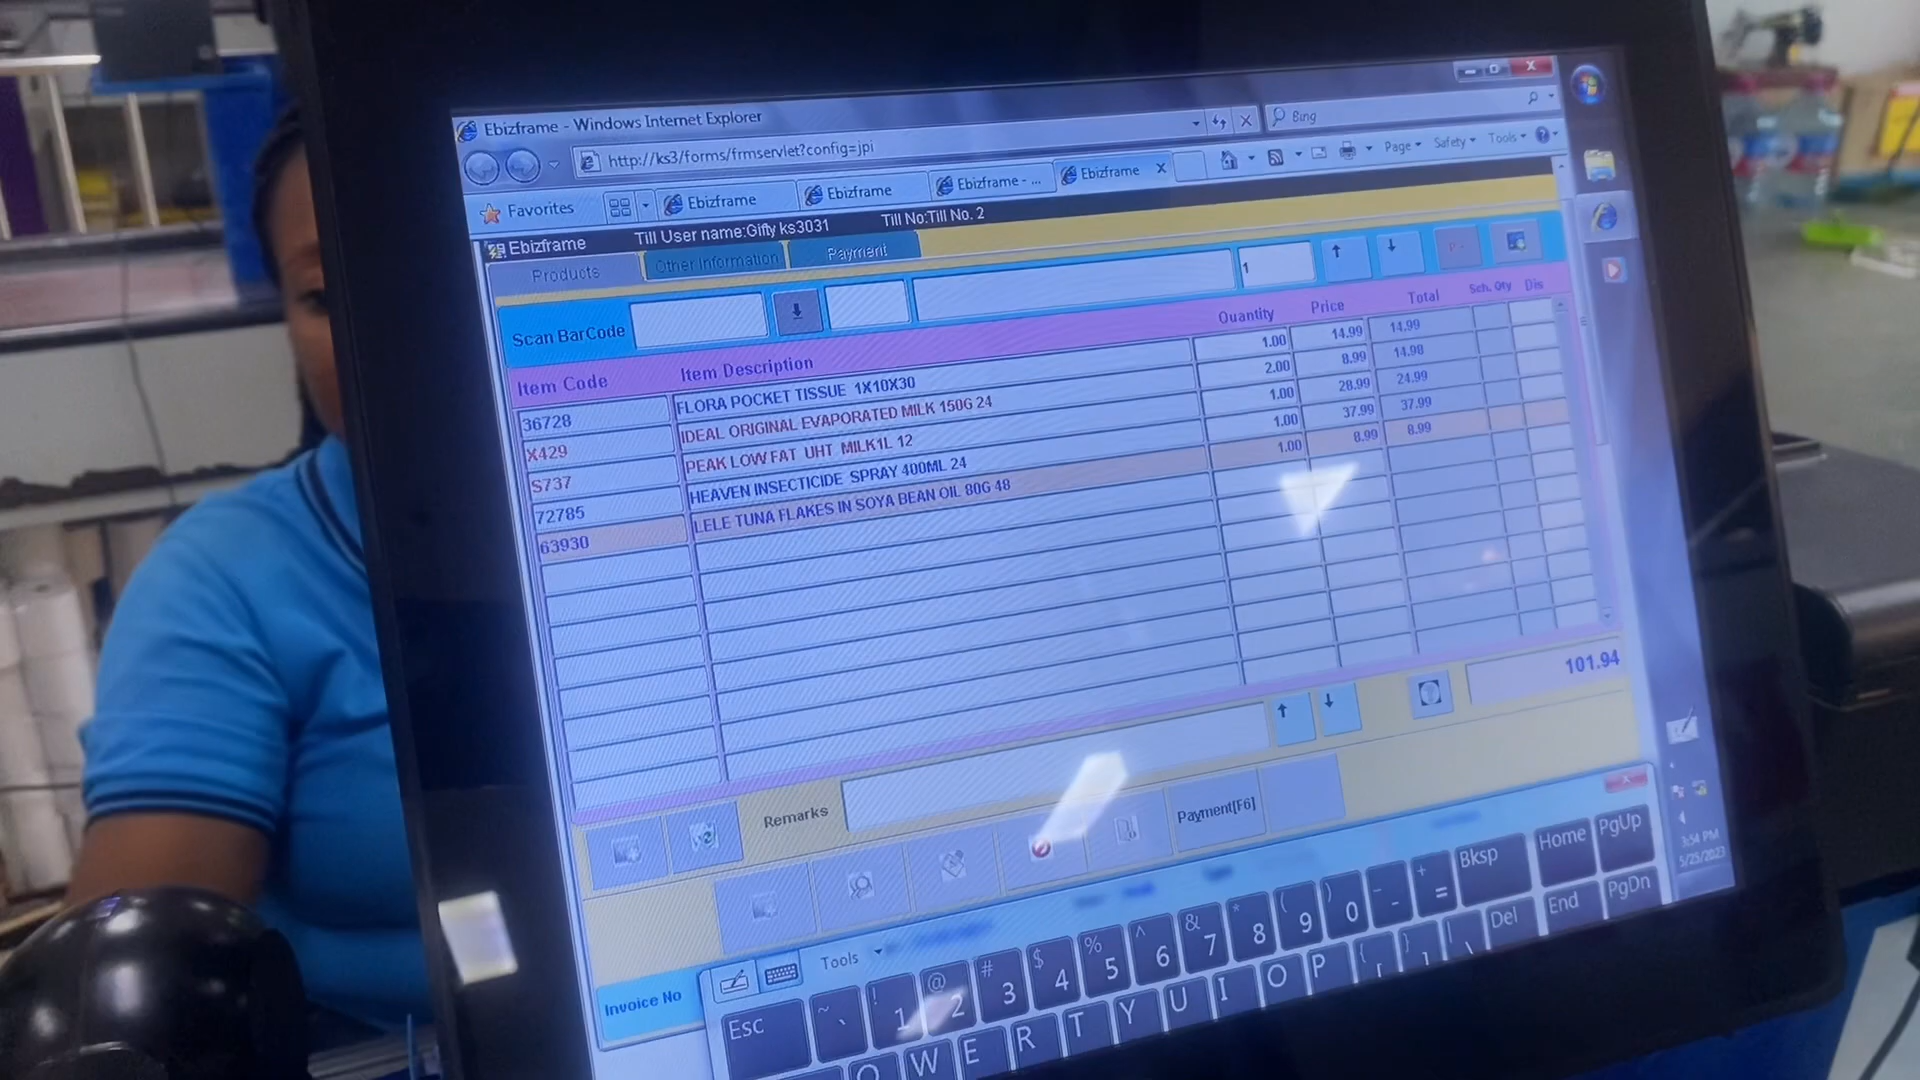 Ebizframe - Windows Internet Explorer
http://ks3/forms/frmservlet?config=jpi
Bing
Favorites
Ebizframe
Ebizframe
Ebizframe - ...
Ebizframe
Page
Safety
Tools
Ebizframe Till User name:Gifty ks3031 Till No:Till No. 2
Products Other Information Payment
Scan BarCode 1
Item Code Item Description Quantity Price Total Sch. Qty Dis
36728 FLORA POCKET TISSUE 1X10X30 1.00 14.99 14.99
X429 IDEAL ORIGINAL EVAPORATED MILK 150G 24 2.00 8.99 14.98
S737 PEAK LOW FAT UHT MILK1L 12 1.00 28.99 24.99
72785 HEAVEN INSECTICIDE SPRAY 400ML 24 1.00 37.99 37.99
63930 LELE TUNA FLAKES IN SOYA BEAN OIL 80G 48 1.00 8.99 8.99
101.94
Remarks
Payment[F6]
Invoice No
Tools
3:54 PM
5/25/2023
Esc ~ ` ! 1 @ 2 # 3 $ 4 % 5 ^ 6 & 7 * 8 ( 9 ) 0 - + = Bksp Home PgUp
W E R T Y U I O P { [ } ] | \ Del End PgDn